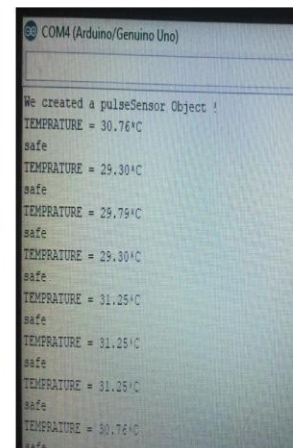 COM4 (Arduino/Genuino Uno)
We created a pulseSensor Object !
TEMPRATURE = 30.76*C
safe
TEMPRATURE = 29.30*C
safe
TEMPRATURE = 29.79*C
safe
TEMPRATURE = 29.30*C
safe
TEMPRATURE = 31.25*C
safe
TEMPRATURE = 31.25*C
safe
TEMPRATURE = 31.25*C
safe
TEMPRATURE = 30.76*C
safe